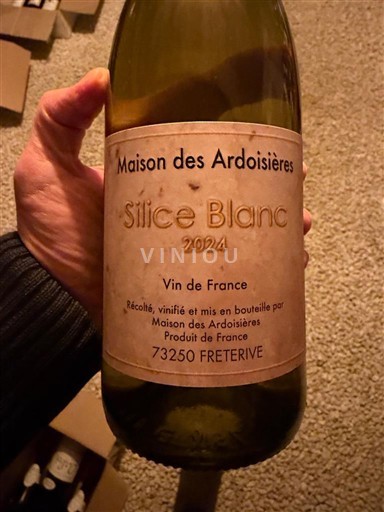 Maison des Ardoisières
Silice Blanc
2024
VINIOU
Vin de France
Récolté, vinifié et mis en bouteille par
Maison des Ardoisières
Produit de France
73250 FRETERIVE